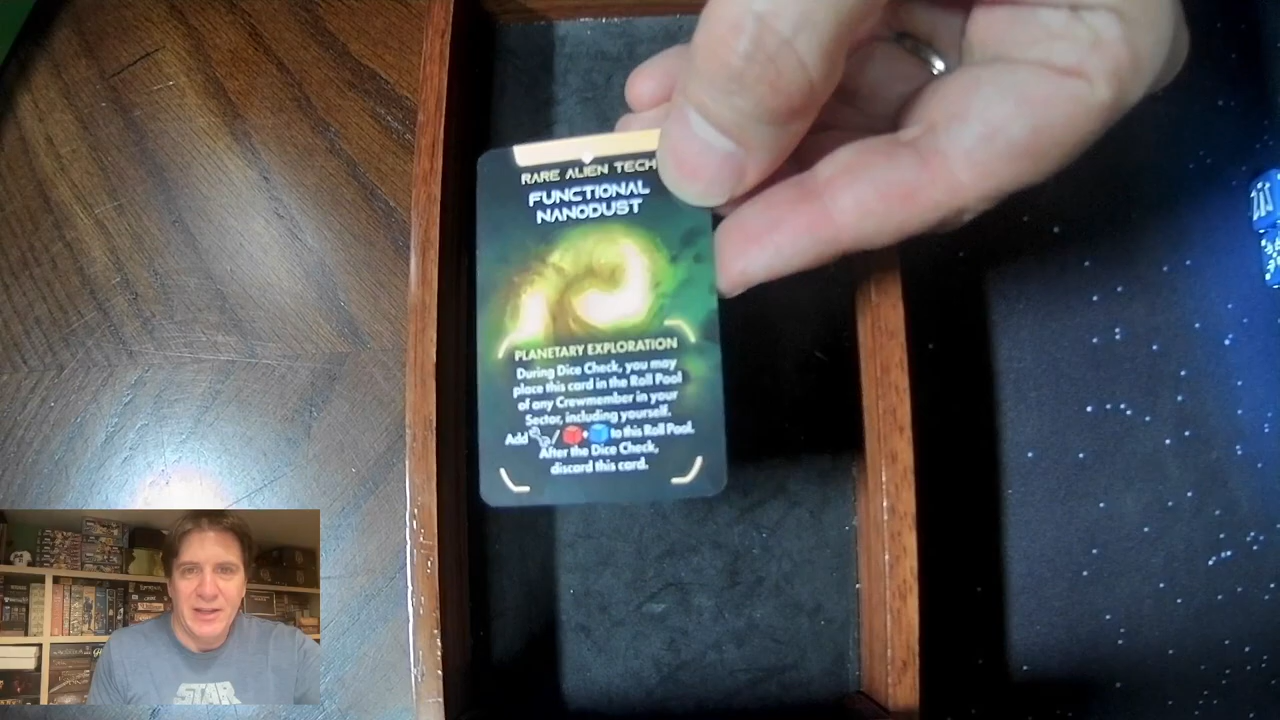 RARE ALIEN TECH
FUNCTIONAL
NANODUST
PLANETARY EXPLORATION
During Dice Check, you may
place this card in the Roll Pool
of any Crewmember in your
Sector, including yourself.
Add / + to this Roll Pool.
After the Dice Check,
discard this card.
STAR